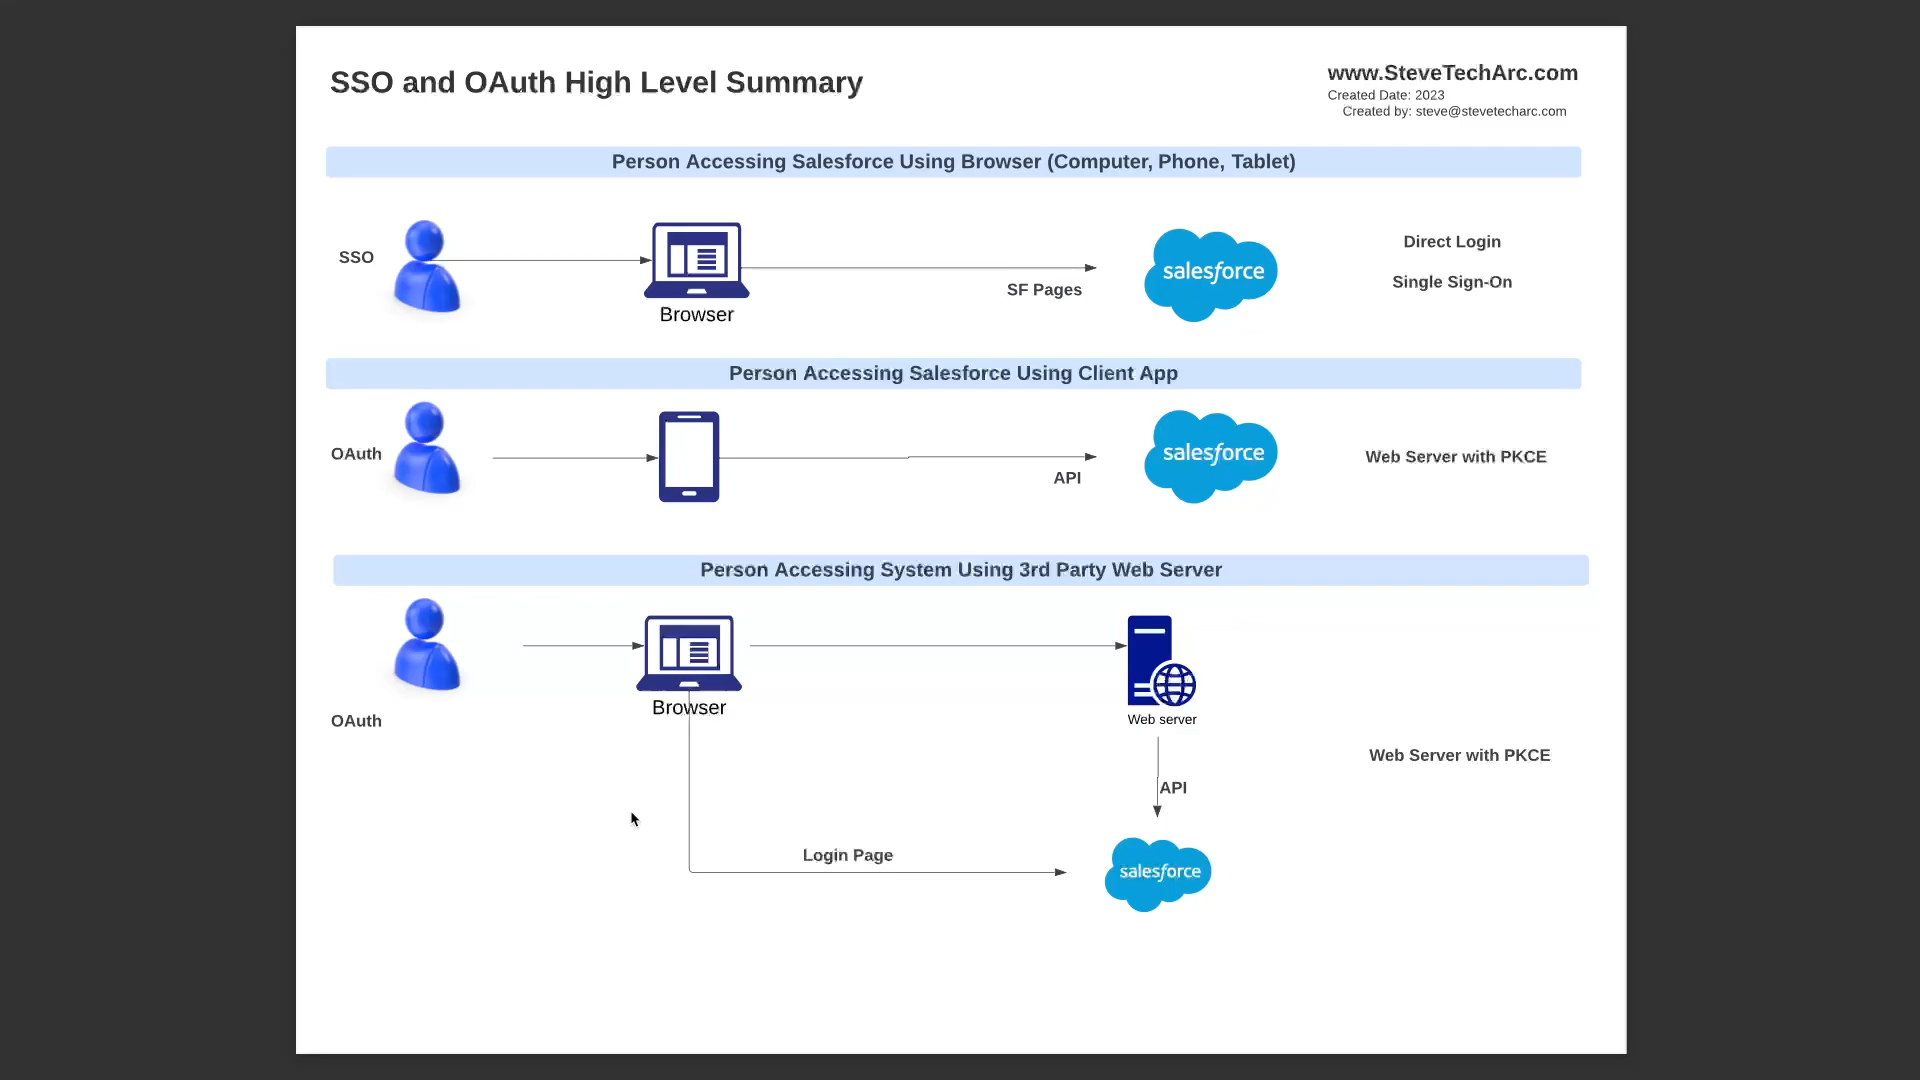 SSO and OAuth High Level Summary
www.SteveTechArc.com
Created Date: 2023
Created by: steve@stevetecharc.com
Person Accessing Salesforce Using Browser (Computer, Phone, Tablet)
SSO
Browser
SF Pages
salesforce
Direct Login
Single Sign-On
Person Accessing Salesforce Using Client App
OAuth
API
salesforce
Web Server with PKCE
Person Accessing System Using 3rd Party Web Server
OAuth
Browser
Web server
API
Web Server with PKCE
Login Page
salesforce